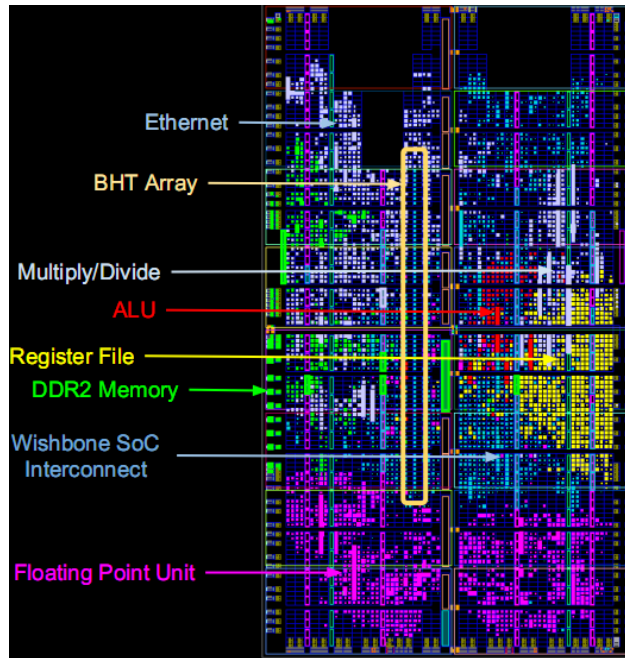 Ethernet
BHT Array
Multiply/Divide
ALU
Register File
DDR2 Memory
Wishbone SoC
Interconnect
Floating Point Unit